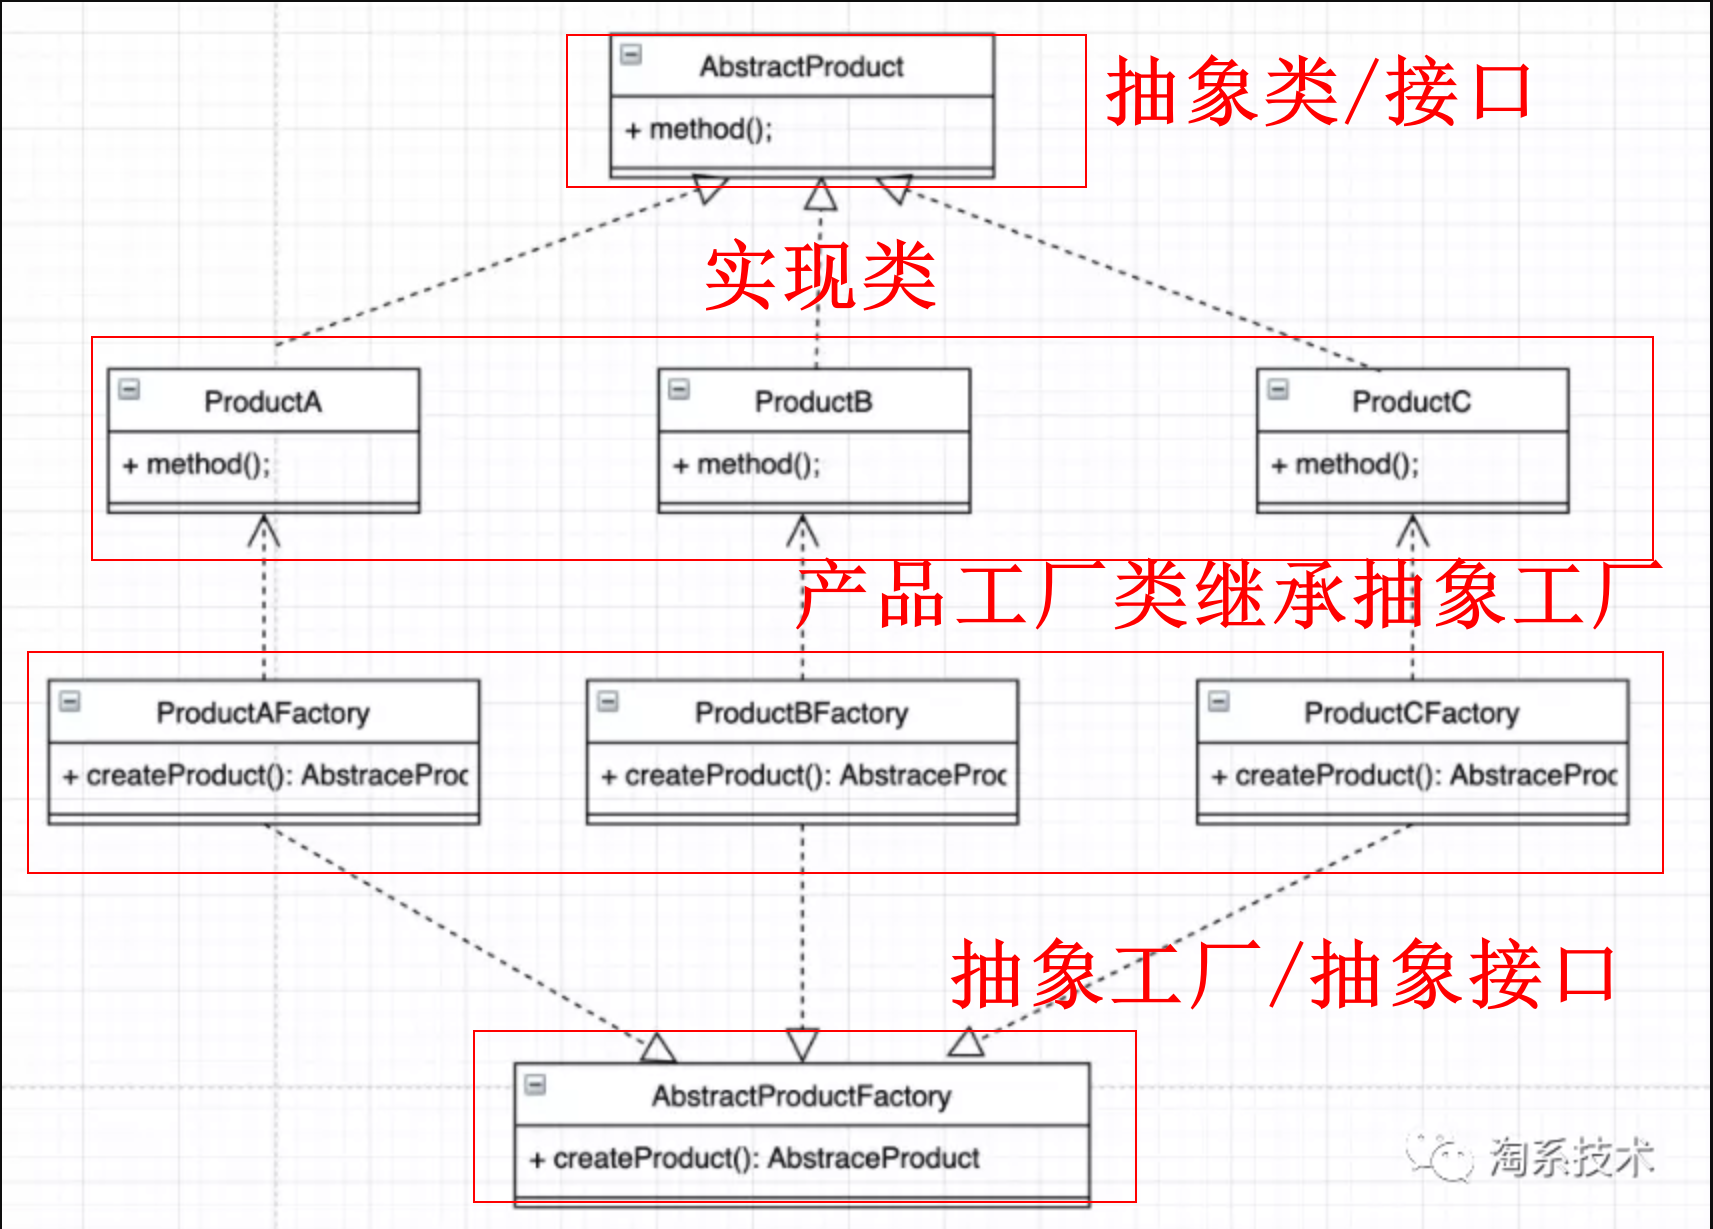 AbstractProduct
抽象类/接口
+ method();
实现类
ProductA
ProductB
ProductC
+ method();
+ method();
+ method();
产品工厂类继承抽象工厂
ProductAFactory
ProductBFactory
ProductCFactory
+ createProduct(): AbstraceProc
+ createProduct(): AbstraceProc
+ createProduct(): AbstraceProc
抽象工厂/抽象接口
AbstractProductFactory
+ createProduct(): AbstraceProduct
淘系技术